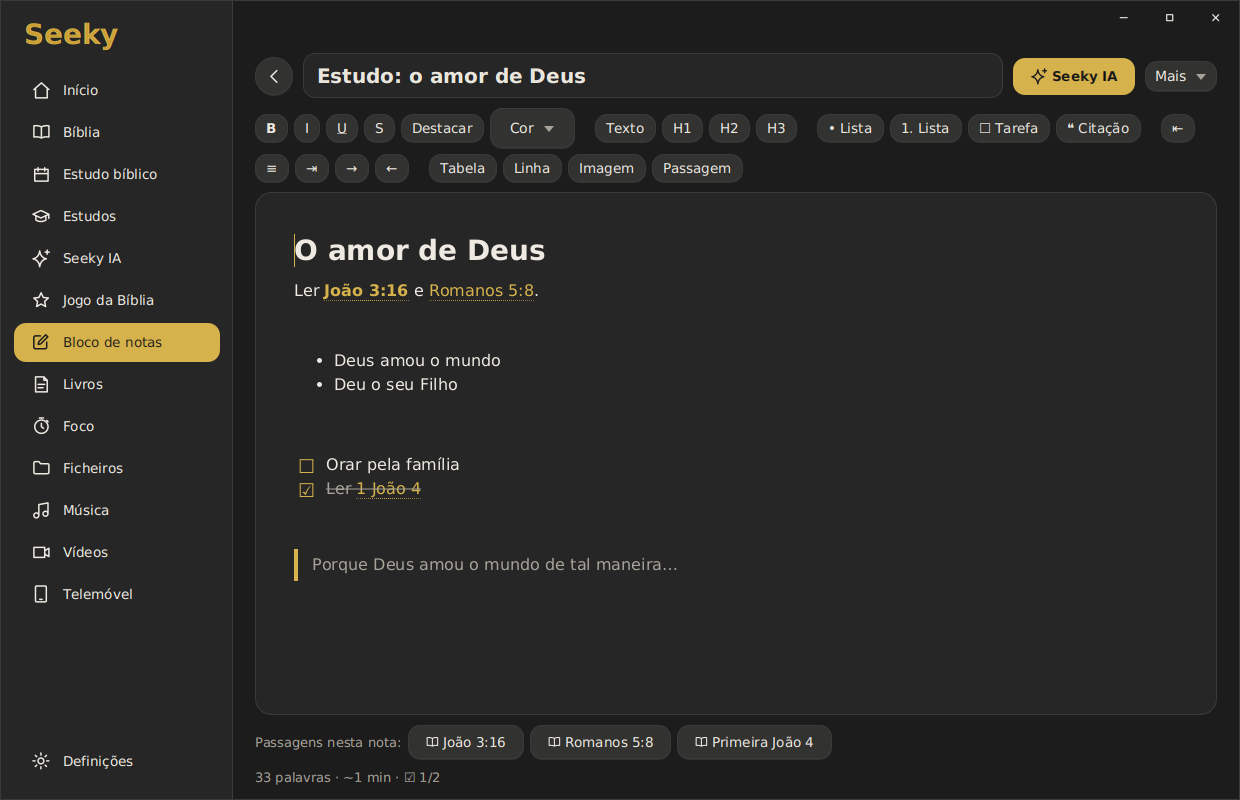 Seeky
Início
Bíblia
Estudo bíblico
Estudos
Seeky IA
Jogo da Bíblia
Bloco de notas
Livros
Foco
Ficheiros
Música
Vídeos
Telemóvel
Definições
Estudo: o amor de Deus
Seeky IA
Mais
B I U S Destacar Cor Texto H1 H2 H3 • Lista 1. Lista ☐ Tarefa ❝ Citação ⇤
≡ ⇥ → ← Tabela Linha Imagem Passagem
O amor de Deus
Ler João 3:16 e Romanos 5:8.
• Deus amou o mundo
• Deu o seu Filho
☐ Orar pela família
☑ Ler 1 João 4
Porque Deus amou o mundo de tal maneira…
Passagens nesta nota: João 3:16 Romanos 5:8 Primeira João 4
33 palavras · ~1 min · ☑ 1/2